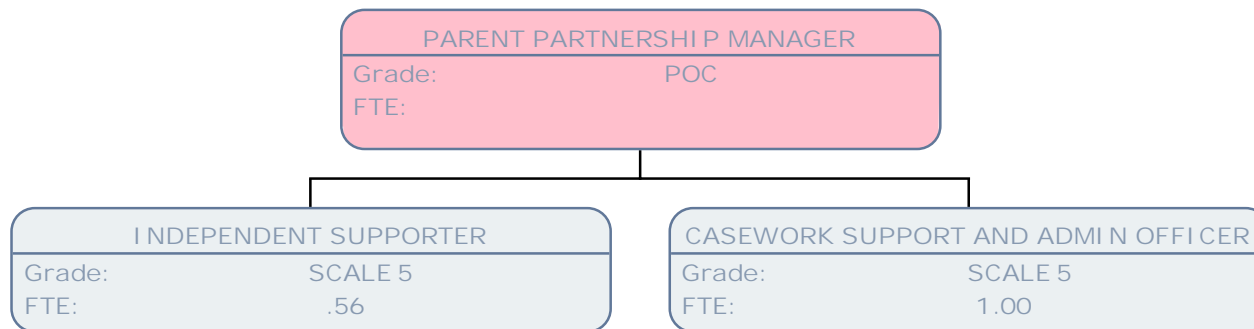 PARENT PARTNERSHIP MANAGER
Grade: POC
FTE:
INDEPENDENT SUPPORTER
Grade: SCALE 5
FTE: .56
CASEWORK SUPPORT AND ADMIN OFFICER
Grade: SCALE 5
FTE: 1.00